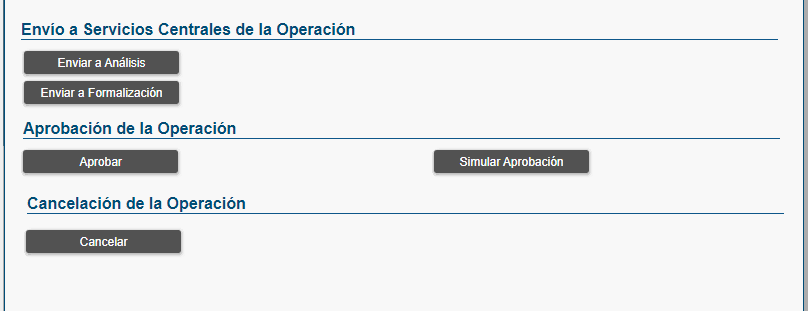 Envío a Servicios Centrales de la Operación
Enviar a Análisis
Enviar a Formalización
Aprobación de la Operación
Aprobar
Simular Aprobación
Cancelación de la Operación
Cancelar